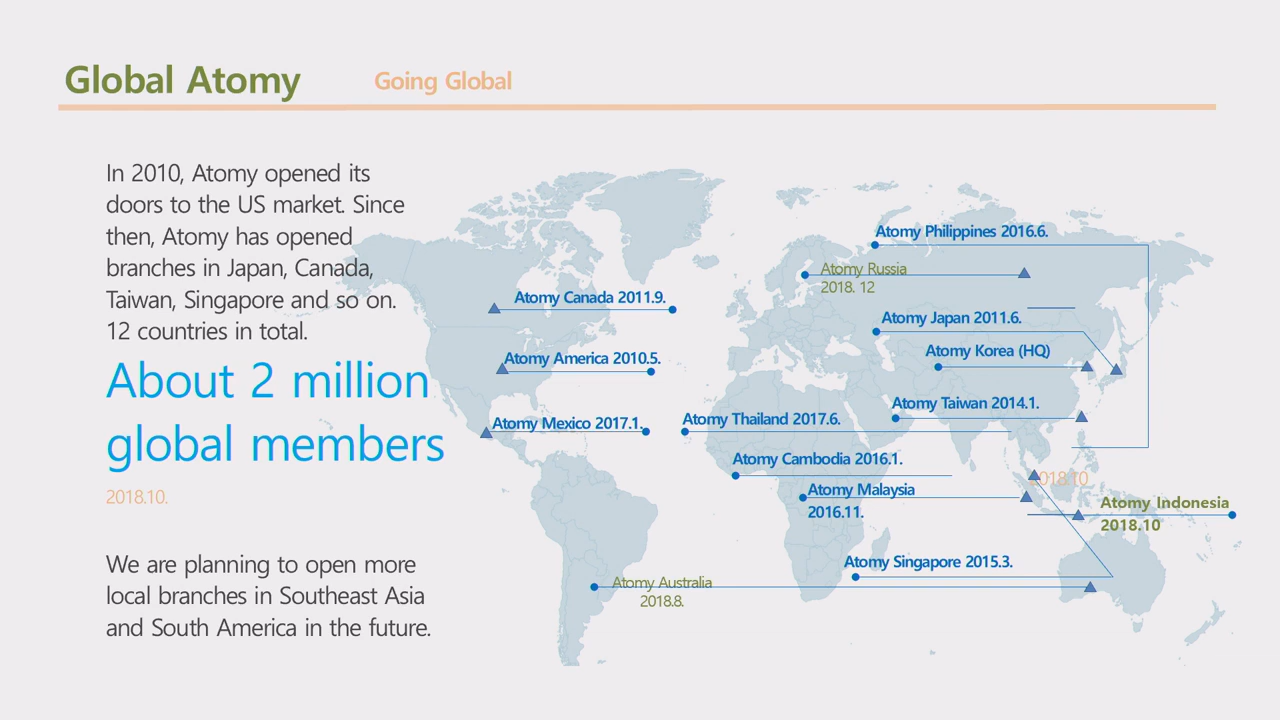 Global Atomy
Going Global
In 2010, Atomy opened its
doors to the US market. Since
then, Atomy has opened
branches in Japan, Canada,
Taiwan, Singapore and so on.
12 countries in total.
About 2 million
global members
2018.10.
We are planning to open more
local branches in Southeast Asia
and South America in the future.
Atomy Philippines 2016.6.
Atomy Russia
2018. 12
Atomy Canada 2011.9.
Atomy Japan 2011.6.
Atomy Korea (HQ)
Atomy America 2010.5.
Atomy Taiwan 2014.1.
Atomy Mexico 2017.1.
Atomy Thailand 2017.6.
Atomy Cambodia 2016.1.
2018.10
Atomy Malaysia
2016.11.
Atomy Indonesia
2018.10
Atomy Singapore 2015.3.
Atomy Australia
2018.8.